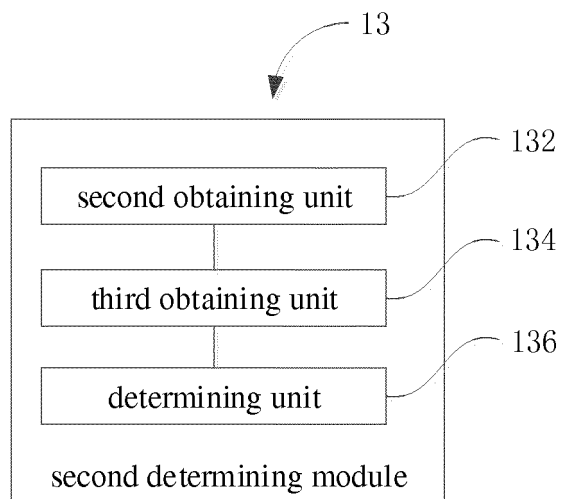 13
132
second obtaining unit
134
third obtaining unit
136
determining unit
second determining module